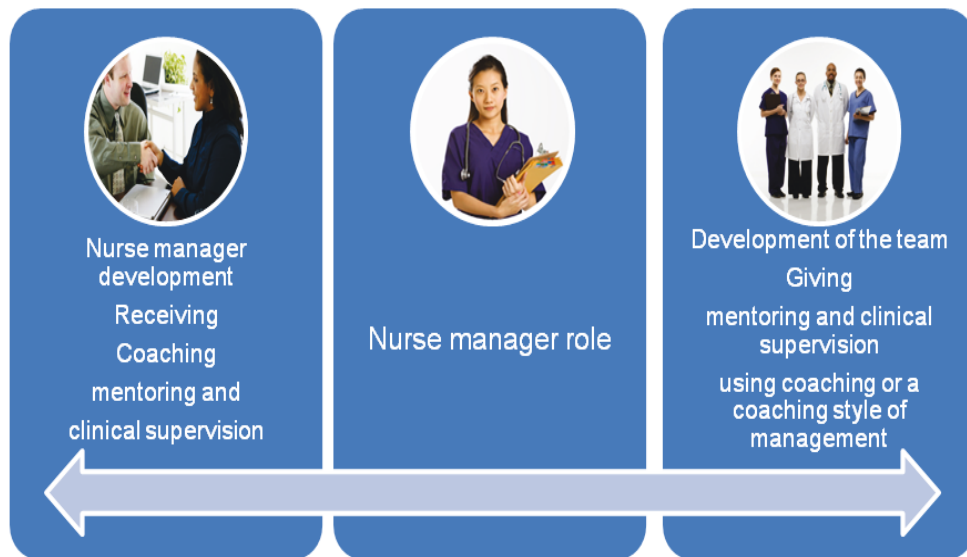 Nurse manager
development
Receiving
Coaching
mentoring and
clinical supervision
Nurse manager role
Development of the team
Giving
mentoring and clinical
supervision
using coaching or a
coaching style of
management